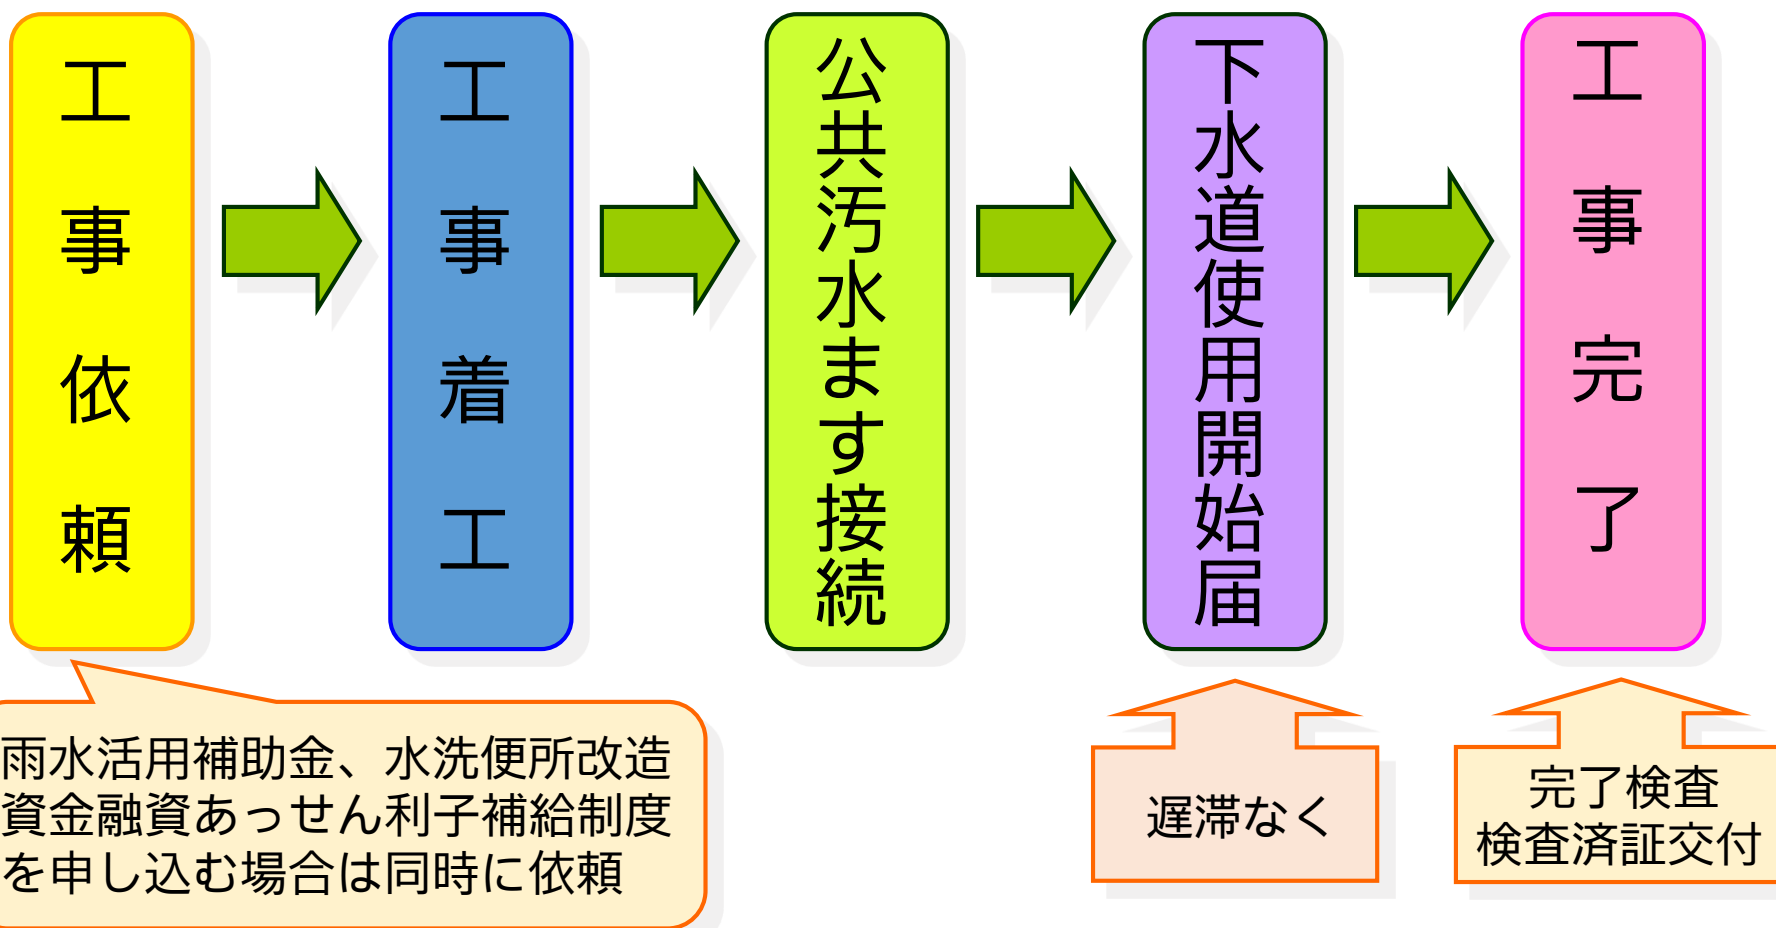 工事依頼
工事着工
公共汚水ます接続
下水道使用開始届
工事完了
雨水活用補助金、水洗便所改造
資金融資あっせん利子補給制度
を申し込む場合は同時に依頼
遅滞なく
完了検査
検査済証交付